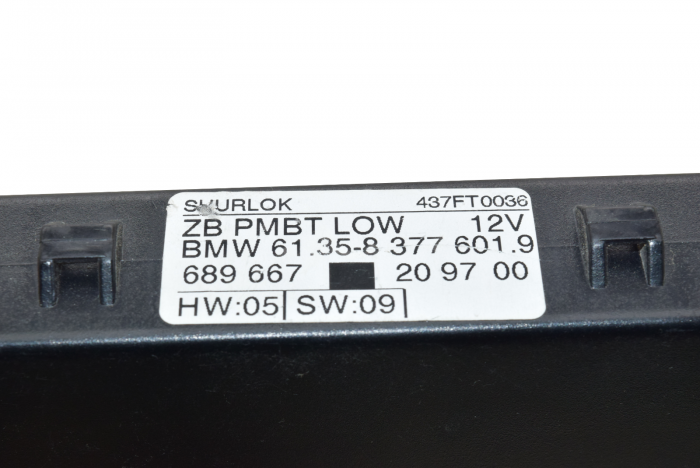 SHURLOK 437FT0036
ZB PMBT LOW 12V
BMW 61.35-8 377 601.9
689 667 20 97 00
HW:05 SW:09